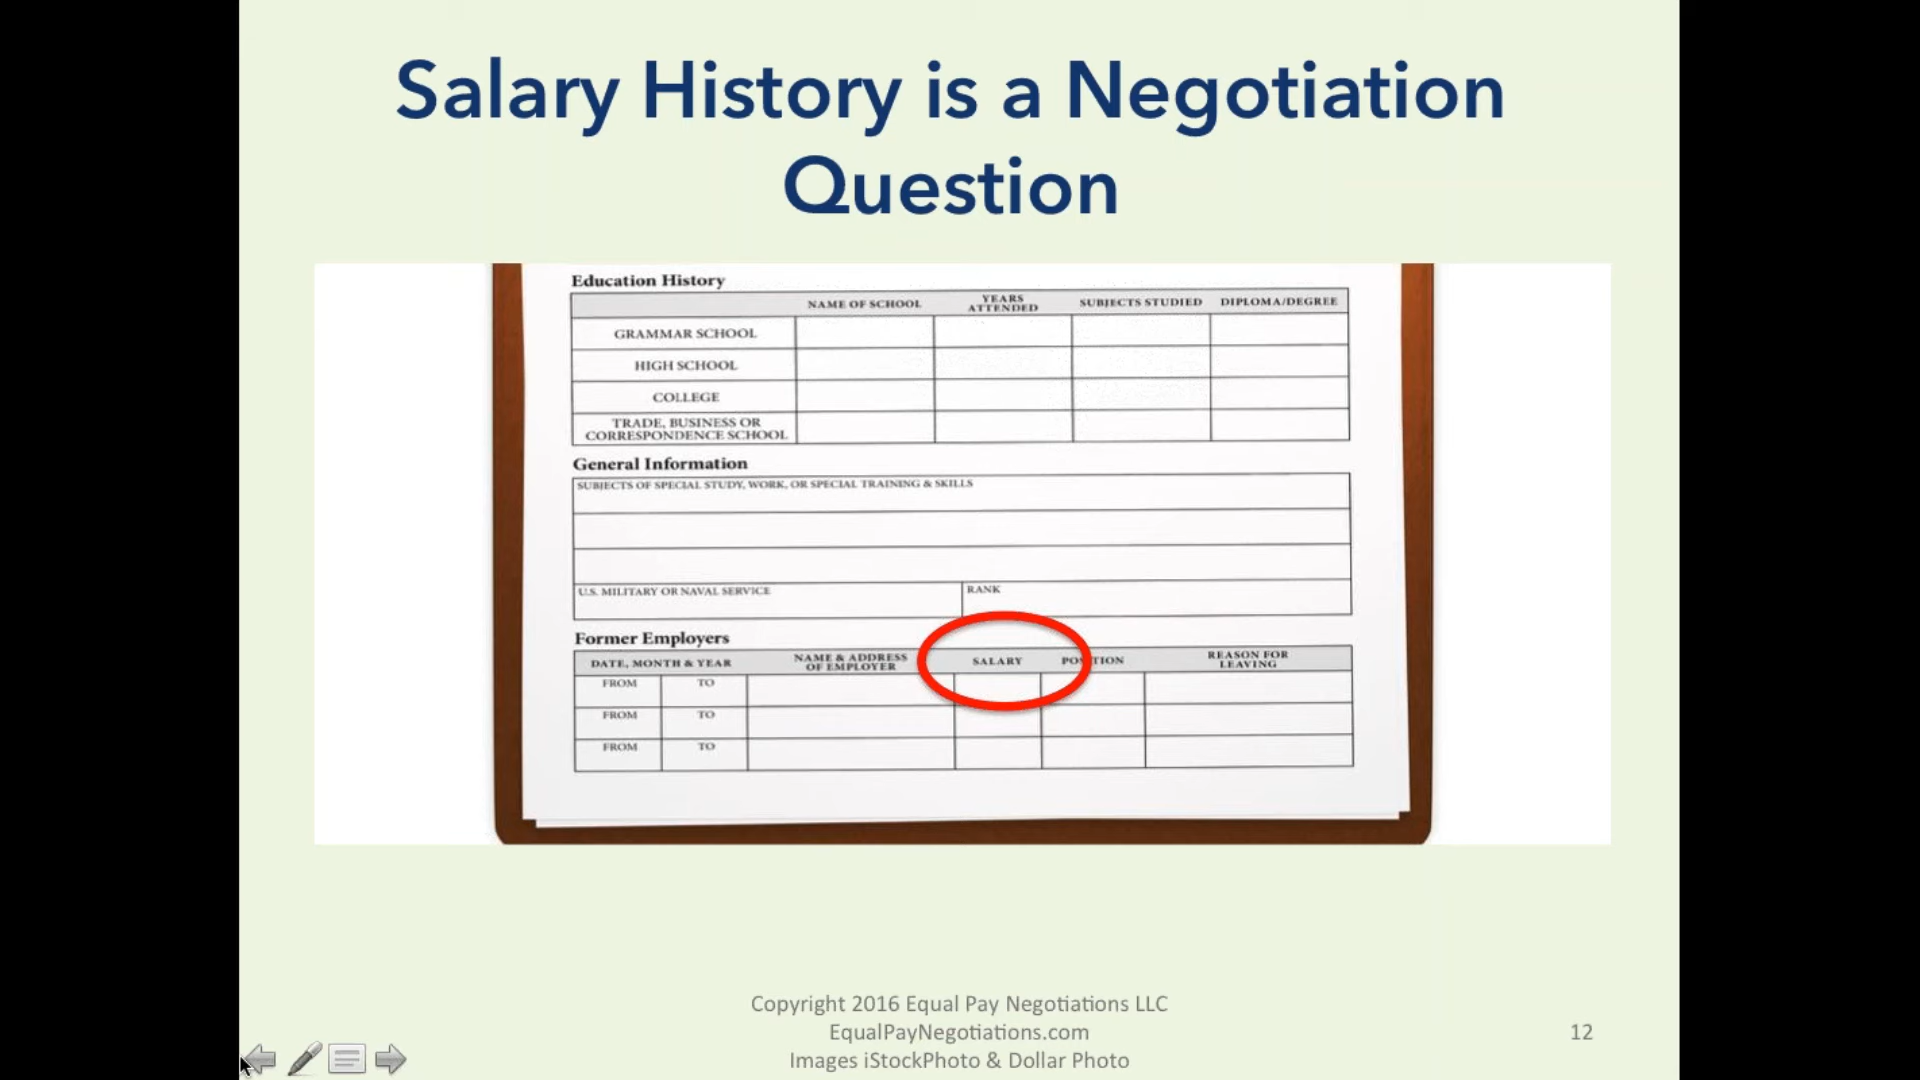 Salary History is a Negotiation
Question
Education History
NAME OF SCHOOL YEARS ATTENDED SUBJECTS STUDIED DIPLOMA/DEGREE
GRAMMAR SCHOOL
HIGH SCHOOL
COLLEGE
TRADE, BUSINESS OR
CORRESPONDENCE SCHOOL
General Information
SUBJECTS OF SPECIAL STUDY, WORK, OR SPECIAL TRAINING & SKILLS
U.S. MILITARY OR NAVAL SERVICE RANK
Former Employers
DATE, MONTH & YEAR NAME & ADDRESS OF EMPLOYER SALARY POSITION REASON FOR LEAVING
FROM TO
FROM TO
FROM TO
Copyright 2016 Equal Pay Negotiations LLC
EqualPayNegotiations.com
Images iStockPhoto & Dollar Photo
12